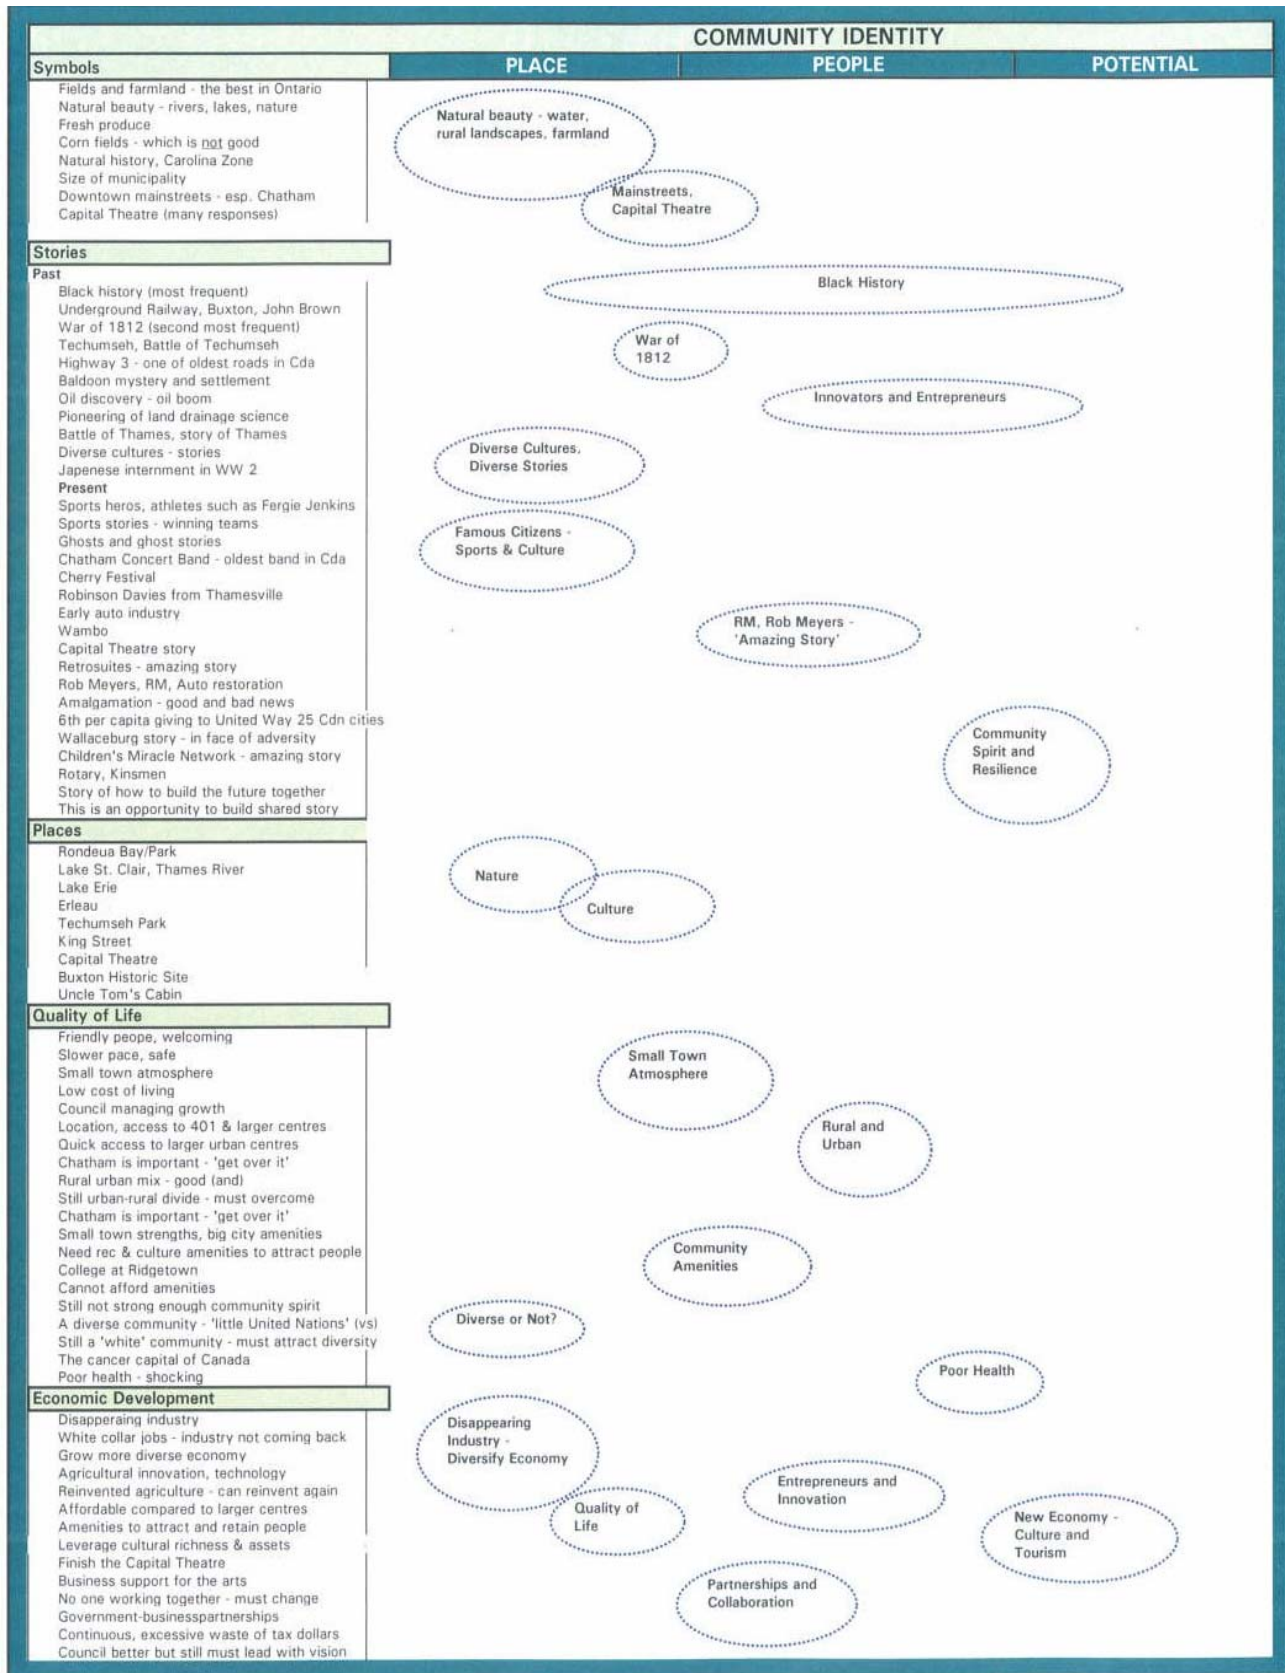 COMMUNITY IDENTITY
Symbols
PLACE
PEOPLE
POTENTIAL
Fields and farmland - the best in Ontario
Natural beauty - rivers, lakes, nature
Fresh produce
Corn fields - which is not good
Natural history, Carolina Zone
Size of municipality
Downtown mainstreets - esp. Chatham
Capital Theatre (many responses)
Natural beauty - water,
rural landscapes, farmland
Mainstreets,
Capital Theatre
Stories
Past
Black history (most frequent)
Underground Railway, Buxton, John Brown
War of 1812 (second most frequent)
Techumseh, Battle of Techumseh
Highway 3 - one of oldest roads in Cda
Baldoon mystery and settlement
Oil discovery - oil boom
Pioneering of land drainage science
Battle of Thames, story of Thames
Diverse cultures - stories
Japenese internment in WW 2
Present
Sports heros, athletes such as Fergie Jenkins
Sports stories - winning teams
Ghosts and ghost stories
Chatham Concert Band - oldest band in Cda
Cherry Festival
Robinson Davies from Thamesville
Early auto industry
Wambo
Capital Theatre story
Retrosuites - amazing story
Rob Meyers, RM, Auto restoration
Amalgamation - good and bad news
6th per capita giving to United Way 25 Cdn cities
Wallaceburg story - in face of adversity
Children's Miracle Network - amazing story
Rotary, Kinsmen
Story of how to build the future together
This is an opportunity to build shared story
Black History
War of
1812
Innovators and Entrepreneurs
Diverse Cultures,
Diverse Stories
Famous Citizens -
Sports & Culture
RM, Rob Meyers -
'Amazing Story'
Community
Spirit and
Resilience
Places
Rondeua Bay/Park
Lake St. Clair, Thames River
Lake Erie
Erleau
Techumseh Park
King Street
Capital Theatre
Buxton Historic Site
Uncle Tom's Cabin
Nature
Culture
Quality of Life
Friendly peope, welcoming
Slower pace, safe
Small town atmosphere
Low cost of living
Council managing growth
Location, access to 401 & larger centres
Quick access to larger urban centres
Chatham is important - 'get over it'
Rural urban mix - good (and)
Still urban-rural divide - must overcome
Chatham is important - 'get over it'
Small town strengths, big city amenities
Need rec & culture amenities to attract people
College at Ridgetown
Cannot afford amenities
Still not strong enough community spirit
A diverse community - 'little United Nations' (vs)
Still a 'white' community - must attract diversity
The cancer capital of Canada
Poor health - shocking
Small Town
Atmosphere
Rural and
Urban
Community
Amenities
Diverse or Not?
Poor Health
Economic Development
Disapperaing industry
White collar jobs - industry not coming back
Grow more diverse economy
Agricultural innovation, technology
Reinvented agriculture - can reinvent again
Affordable compared to larger centres
Amenities to attract and retain people
Leverage cultural richness & assets
Finish the Capital Theatre
Business support for the arts
No one working together - must change
Government-businesspartnerships
Continuous, excessive waste of tax dollars
Council better but still must lead with vision
Disappearing
Industry -
Diversify Economy
Quality of
Life
Entrepreneurs and
Innovation
New Economy -
Culture and
Tourism
Partnerships and
Collaboration